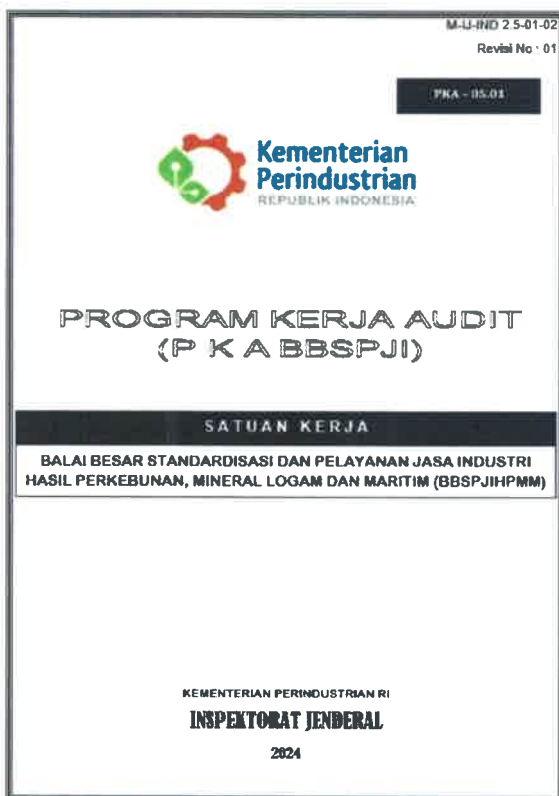 M-IJ-IND 2.5-01-02
Revisi No : 01
PKA - 05.01
Kementerian
Perindustrian
REPUBLIK INDONESIA
PROGRAM KERJA AUDIT
(P K A BBSPJI)
SATUAN KERJA
BALAI BESAR STANDARDISASI DAN PELAYANAN JASA INDUSTRI
HASIL PERKEBUNAN, MINERAL LOGAM DAN MARITIM (BBSPJIHPMM)
KEMENTERIAN PERINDUSTRIAN RI
INSPEKTORAT JENDERAL
2024